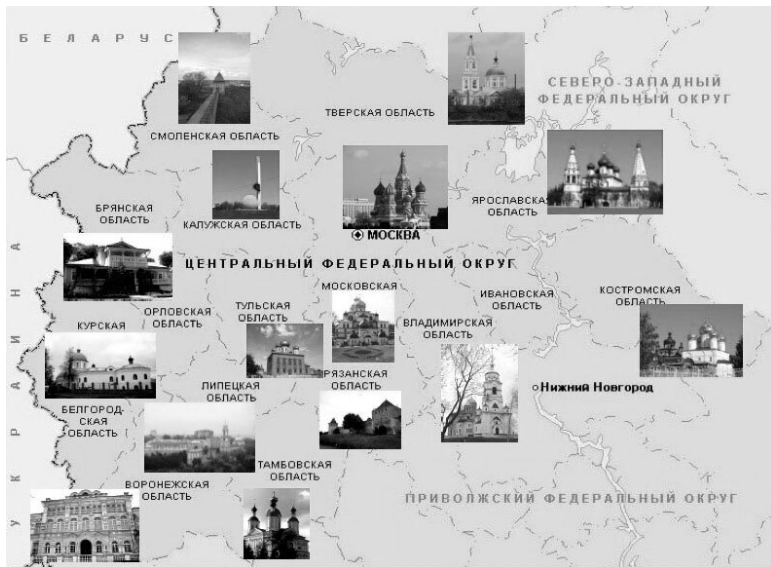 БЕЛАРУС
СМОЛЕНСКАЯ ОБЛАСТЬ
ТВЕРСКАЯ ОБЛАСТЬ
СЕВЕРО-ЗАПАДНЫЙ
ФЕДЕРАЛЬНЫЙ ОКРУГ
БРЯНСКАЯ
ОБЛАСТЬ
КАЛУЖСКАЯ ОБЛАСТЬ
МОСКВА
ЯРОСЛАВСКАЯ
ОБЛАСТЬ
ЦЕНТРАЛЬНЫЙ ФЕДЕРАЛЬНЫЙ ОКРУГ
УКРАИНА
КУРСКАЯ
ОРЛОВСКАЯ
ОБЛАСТЬ
ТУЛЬСКАЯ
ОБЛАСТЬ
МОСКОВСКАЯ
ВЛАДИМИРСКАЯ
ОБЛАСТЬ
ИВАНОВСКАЯ
ОБЛАСТЬ
КОСТРОМСКАЯ
ОБЛАСТЬ
БЕЛГОРОД-
СКАЯ
ОБЛАСТЬ
ЛИПЕЦКАЯ
ОБЛАСТЬ
РЯЗАНСКАЯ
ОБЛАСТЬ
Нижний Новгород
ВОРОНЕЖСКАЯ
ОБЛАСТЬ
ТАМБОВСКАЯ
ОБЛАСТЬ
ПРИВОЛЖСКИЙ ФЕДЕРАЛЬНЫЙ ОКРУГ